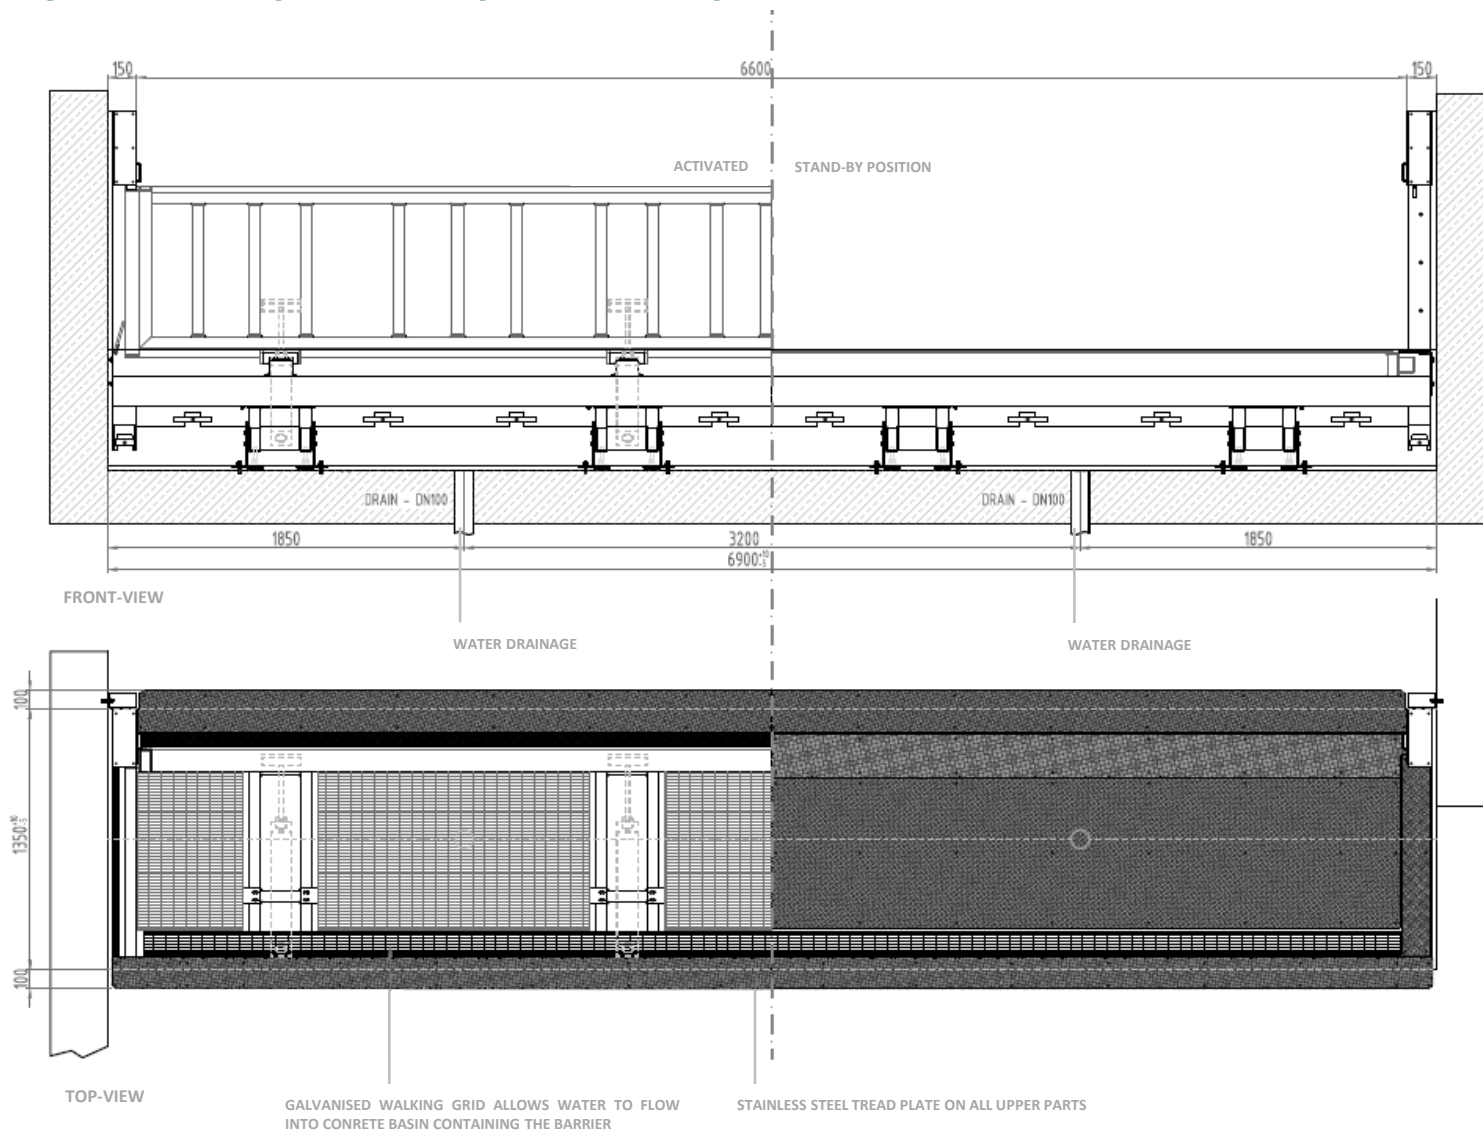 150
6600
150
ACTIVATED
STAND-BY POSITION
DRAIN - DN100
DRAIN - DN100
1850
3200
1850
6900 +10 -5
FRONT-VIEW
WATER DRAINAGE
WATER DRAINAGE
100
1350
100
TOP-VIEW
GALVANISED WALKING GRID ALLOWS WATER TO FLOW
INTO CONRETE BASIN CONTAINING THE BARRIER
STAINLESS STEEL TREAD PLATE ON ALL UPPER PARTS